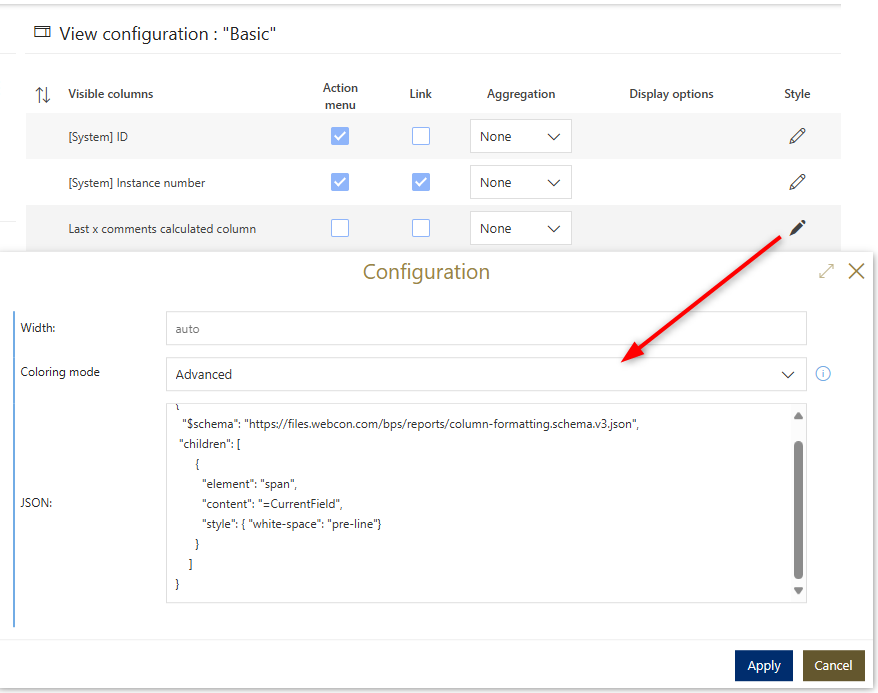 View configuration : "Basic"
Visible columns Action menu Link Aggregation Display options Style
[System] ID None
[System] Instance number None
Last x comments calculated column None
Configuration
Width: auto
Coloring mode Advanced
JSON:
{
"$schema": "https://files.webcon.com/bps/reports/column-formatting.schema.v3.json",
"children": [
{
"element": "span",
"content": "=CurrentField",
"style": { "white-space": "pre-line"}
}
]
}
Apply Cancel